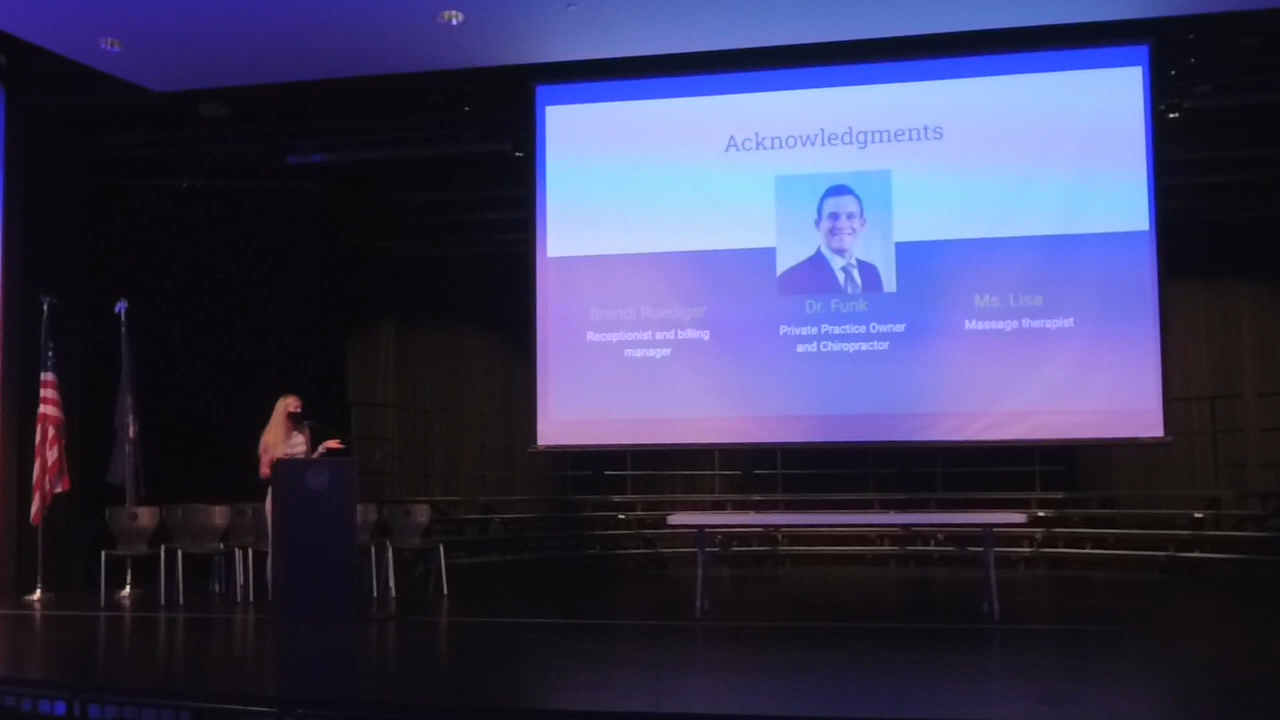 Acknowledgments
Brandi Ruediger
Receptionist and billing
manager
Dr. Funk
Private Practice Owner
and Chiropractor
Ms. Lisa
Massage therapist